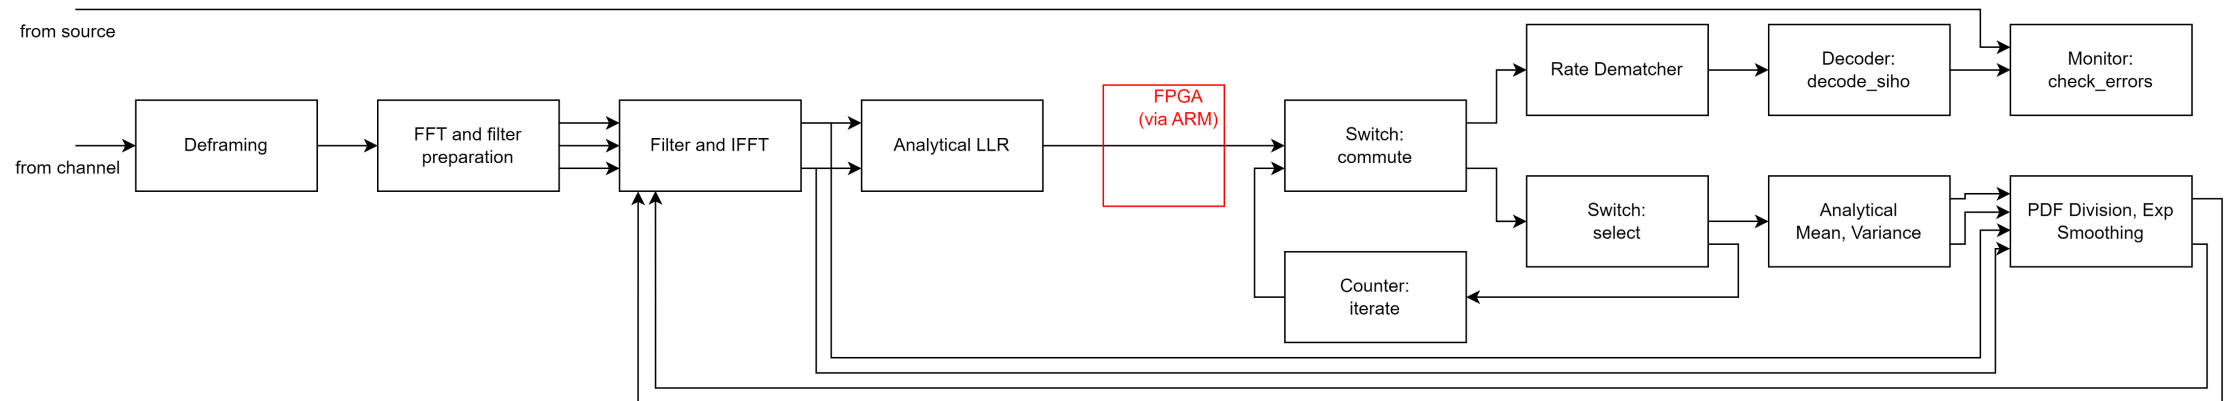 from source
from channel
Deframing
FFT and filter
preparation
Filter and IFFT
Analytical LLR
FPGA
(via ARM)
Switch:
commute
Counter:
iterate
Rate Dematcher
Decoder:
decode_siho
Monitor:
check_errors
Switch:
select
Analytical
Mean, Variance
PDF Division, Exp
Smoothing